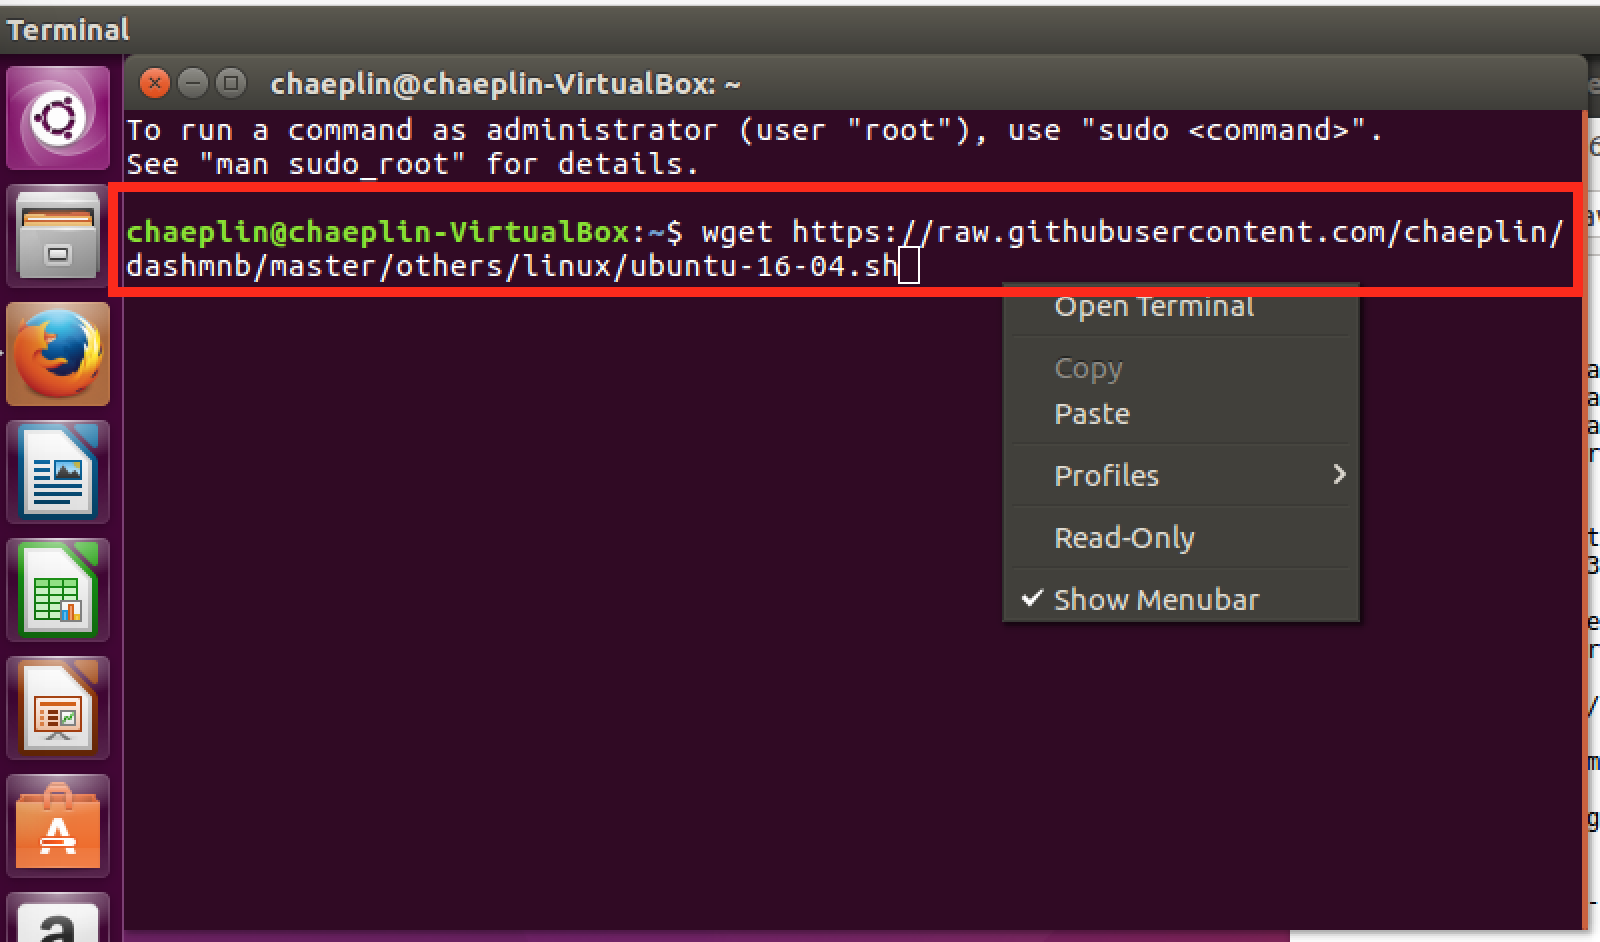 Terminal
chaeplin@chaeplin-VirtualBox: ~
To run a command as administrator (user "root"), use "sudo <command>".
See "man sudo_root" for details.
chaeplin@chaeplin-VirtualBox:~$ wget https://raw.githubusercontent.com/chaeplin/
dashmnb/master/others/linux/ubuntu-16-04.sh
Open Terminal
Copy
Paste
Profiles
Read-Only
Show Menubar